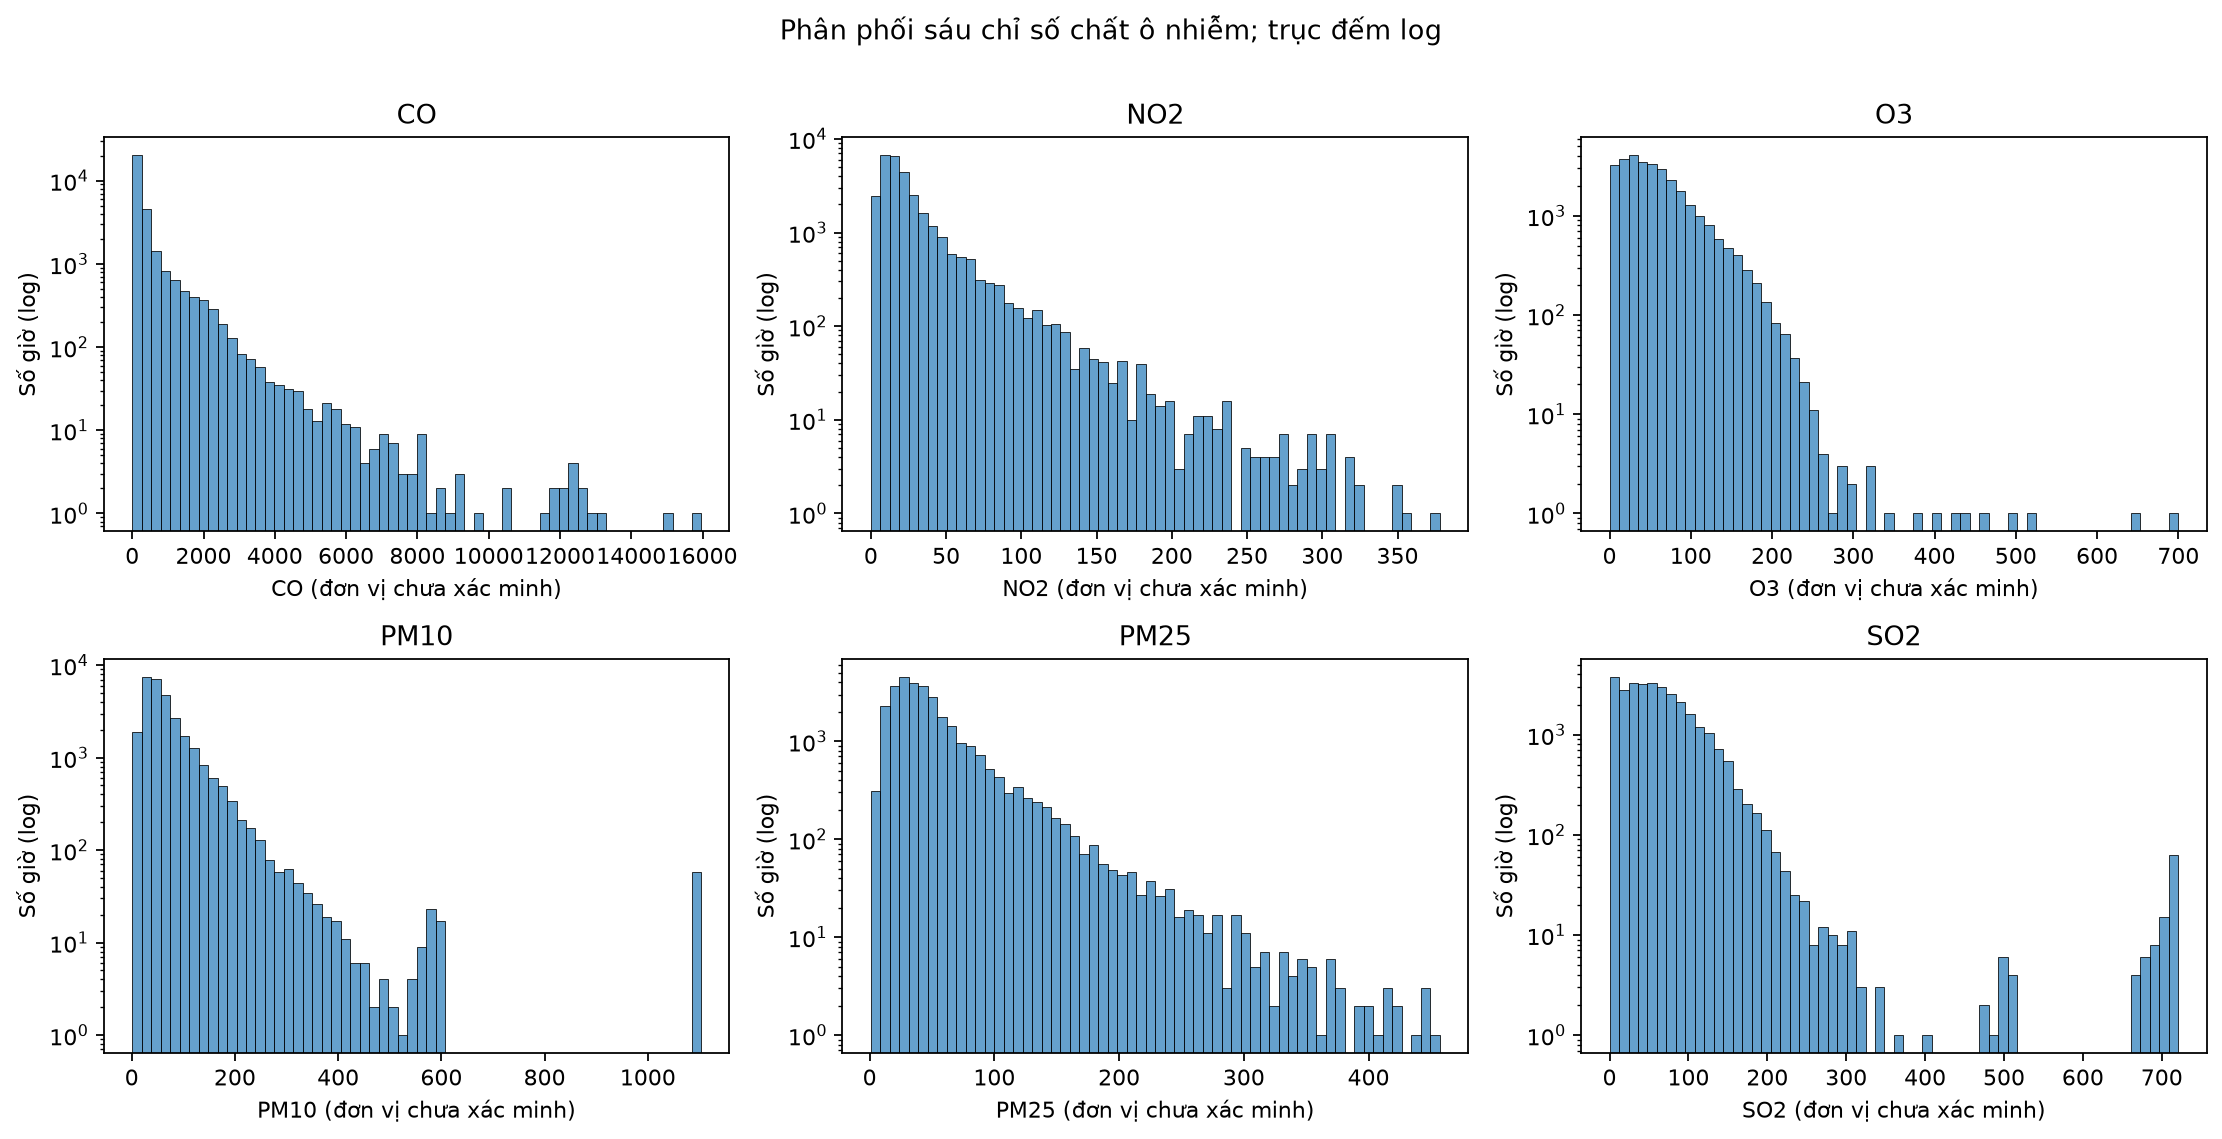 Phân phối sáu chỉ số chất ô nhiễm; trục đếm log
CO
Số giờ (log)
10^4
10^3
10^2
10^1
10^0
0 2000 4000 6000 8000 10000 12000 14000 16000
CO (đơn vị chưa xác minh)
NO2
Số giờ (log)
10^4
10^3
10^2
10^1
10^0
0 50 100 150 200 250 300 350
NO2 (đơn vị chưa xác minh)
O3
Số giờ (log)
10^3
10^2
10^1
10^0
0 100 200 300 400 500 600 700
O3 (đơn vị chưa xác minh)
PM10
Số giờ (log)
10^4
10^3
10^2
10^1
10^0
0 200 400 600 800 1000
PM10 (đơn vị chưa xác minh)
PM25
Số giờ (log)
10^3
10^2
10^1
10^0
0 100 200 300 400
PM25 (đơn vị chưa xác minh)
SO2
Số giờ (log)
10^3
10^2
10^1
10^0
0 100 200 300 400 500 600 700
SO2 (đơn vị chưa xác minh)